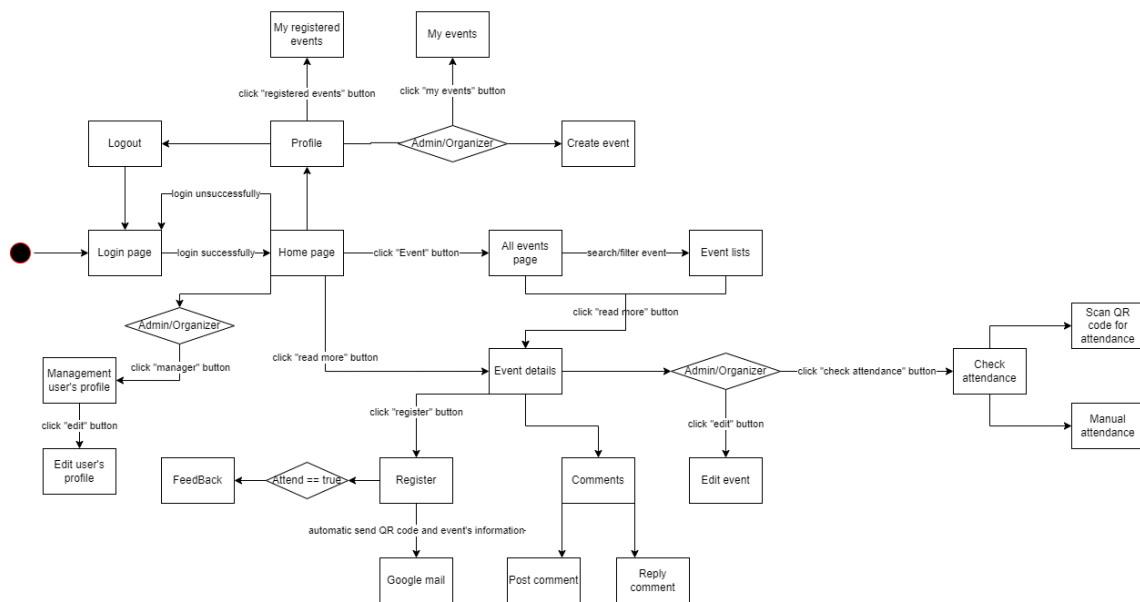 My registered
events
My events
click "registered events" button
click "my events" button
Logout
Profile
Admin/Organizer
Create event
login unsuccessfully
Login page
login successfully
Home page
click "Event" button
All events
page
search/filter event
Event lists
click "read more" button
Admin/Organizer
click "manager" button
click "read more" button
Management
user's profile
click "edit" button
Edit user's
profile
Event details
Admin/Organizer
click "check attendance" button
Check
attendance
Scan QR
code for
attendance
Manual
attendance
click "register" button
click "edit" button
FeedBack
Attend == true
Register
Comments
Edit event
automatic send QR code and event's information
Google mail
Post comment
Reply
comment